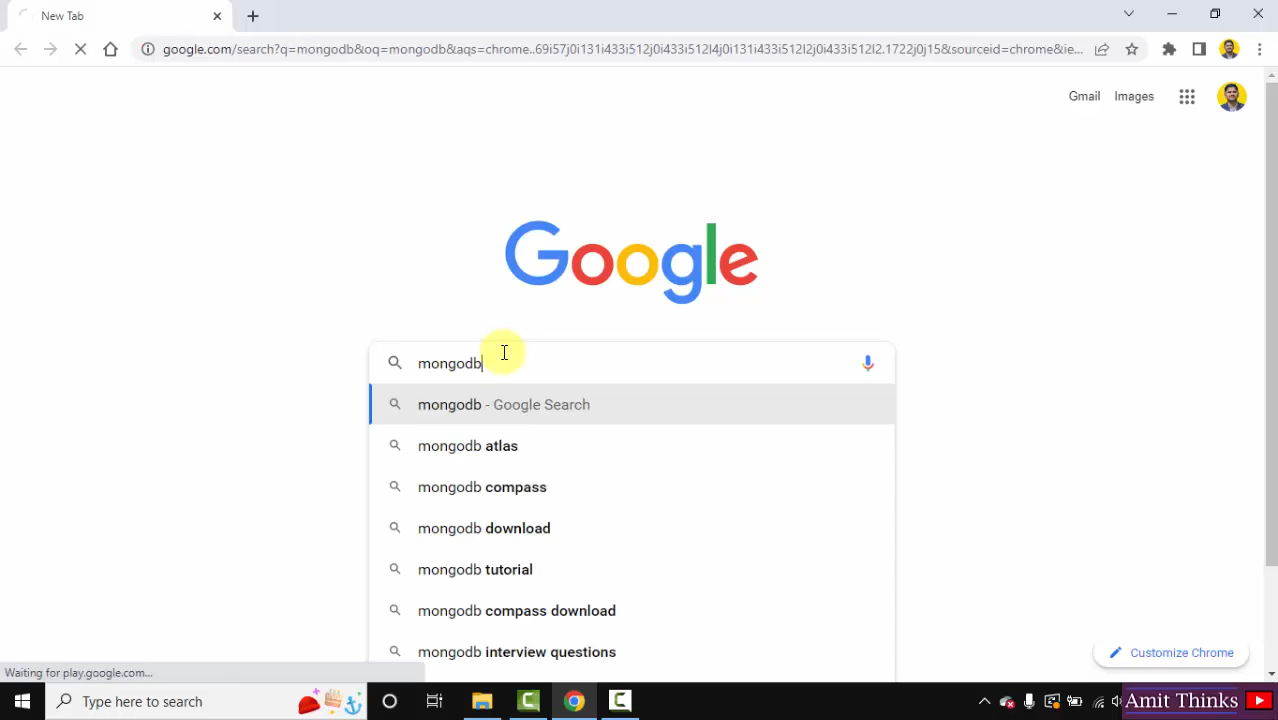 New Tab
google.com/search?q=mongodb&oq=mongodb&aqs=chrome..69i57j0i131i433i512j0i433i512l4j0i131i433i512l2j0i433i512l2.1722j0j15&sourceid=chrome&ie...
Gmail Images
Google
mongodb
mongodb - Google Search
mongodb atlas
mongodb compass
mongodb download
mongodb tutorial
mongodb compass download
mongodb interview questions
Customize Chrome
Waiting for play.google.com...
Type here to search
Amit Thinks